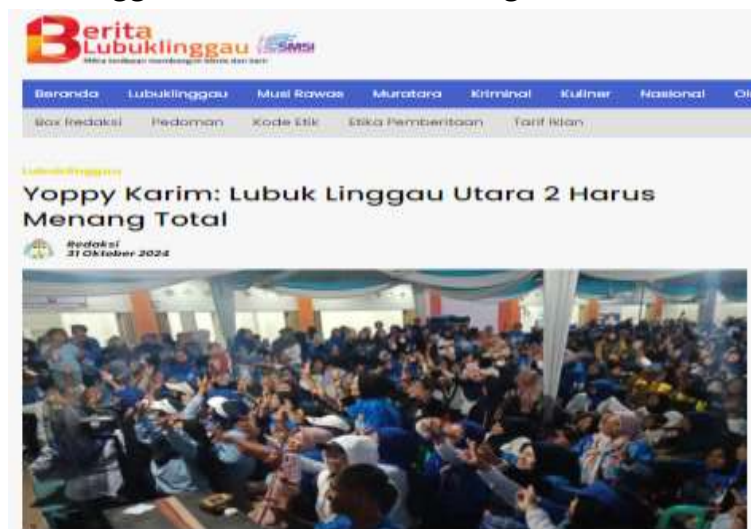 Berita
Lubuklinggau SMSI
Beranda Lubuklinggau Musi Rawas Muratara Kriminal Kuliner Nasional Ol
Box Redaksi Pedoman Kode Etik Etika Pemberitaan Tarif Iklan
Lubuklinggau
Yoppy Karim: Lubuk Linggau Utara 2 Harus
Menang Total
Redaksi
31 Oktober 2024